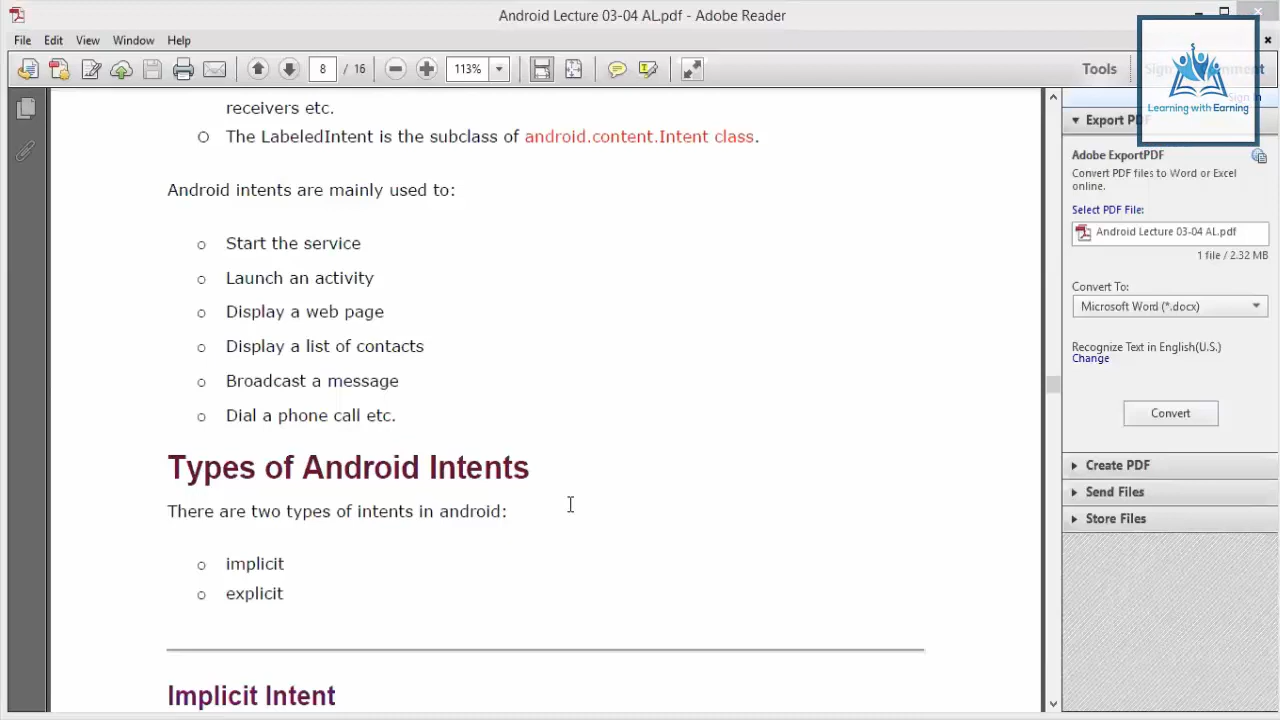 Android Lecture 03-04 AL.pdf - Adobe Reader
File Edit View Window Help
8 / 16 113% Tools
Learning with Earning
receivers etc.
o The LabeledIntent is the subclass of android.content.Intent class.
Android intents are mainly used to:
o Start the service
o Launch an activity
o Display a web page
o Display a list of contacts
o Broadcast a message
o Dial a phone call etc.
Types of Android Intents
There are two types of intents in android:
o implicit
o explicit
Implicit Intent
Export PDF
Adobe ExportPDF
Convert PDF files to Word or Excel
online.
Select PDF File:
Android Lecture 03-04 AL.pdf
1 file / 2.32 MB
Convert To:
Microsoft Word (*.docx)
Recognize Text in English(U.S.)
Change
Convert
Create PDF
Send Files
Store Files